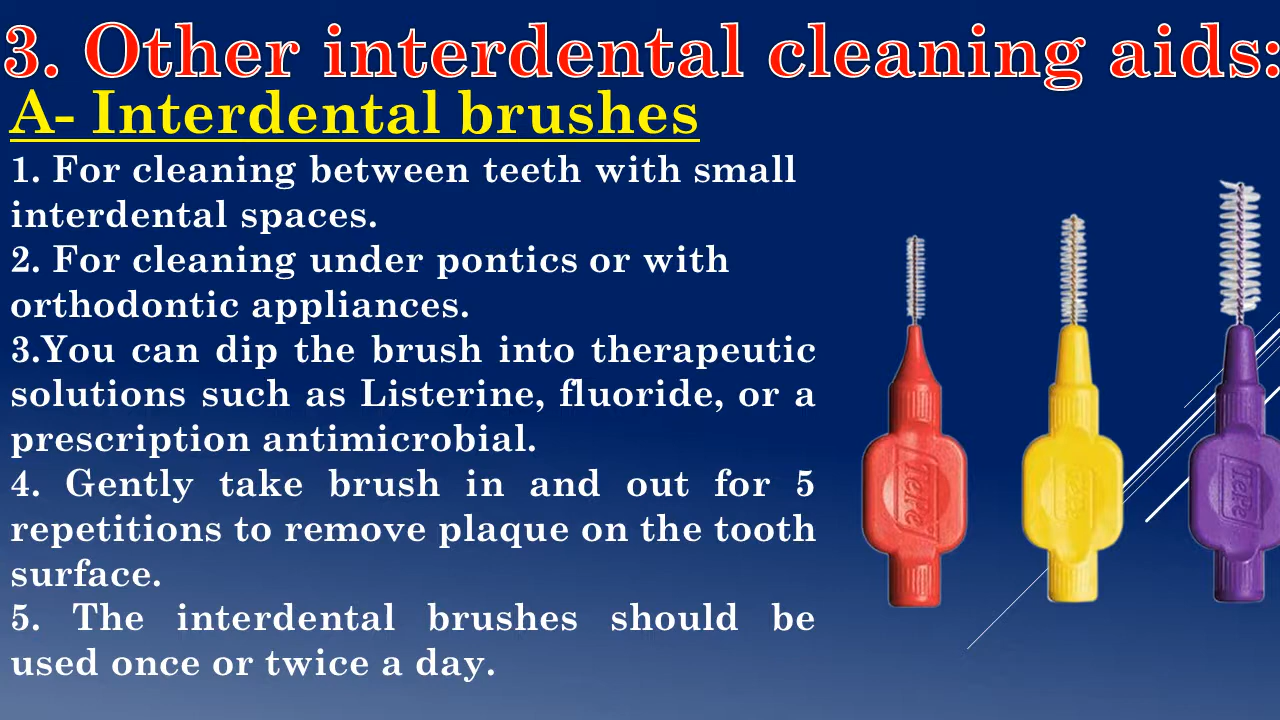 3. Other interdental cleaning aids:
A- Interdental brushes
1. For cleaning between teeth with small
interdental spaces.
2. For cleaning under pontics or with
orthodontic appliances.
3.You can dip the brush into therapeutic
solutions such as Listerine, fluoride, or a
prescription antimicrobial.
4. Gently take brush in and out for 5
repetitions to remove plaque on the tooth
surface.
5. The interdental brushes should be
used once or twice a day.
TePe
TePe
TePe